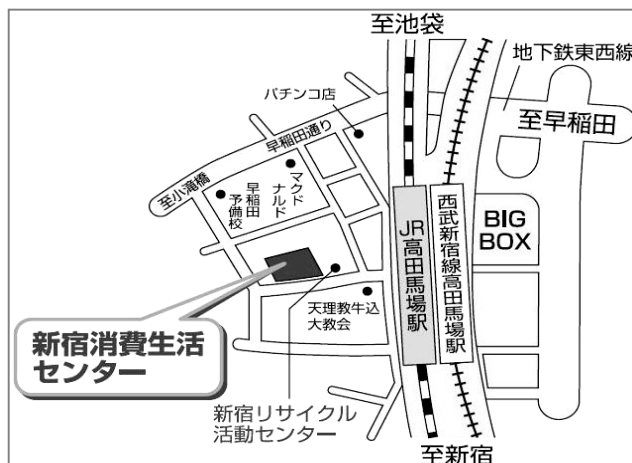 至池袋
地下鉄東西線
パチンコ店
至早稲田
早稲田通り
至小滝橋
マクド
ナルド
早稲田
予備校
JR高田馬場駅
西武新宿線高田馬場駅
BIG
BOX
天理教牛込
大教会
新宿消費生活
センター
新宿リサイクル
活動センター
至新宿